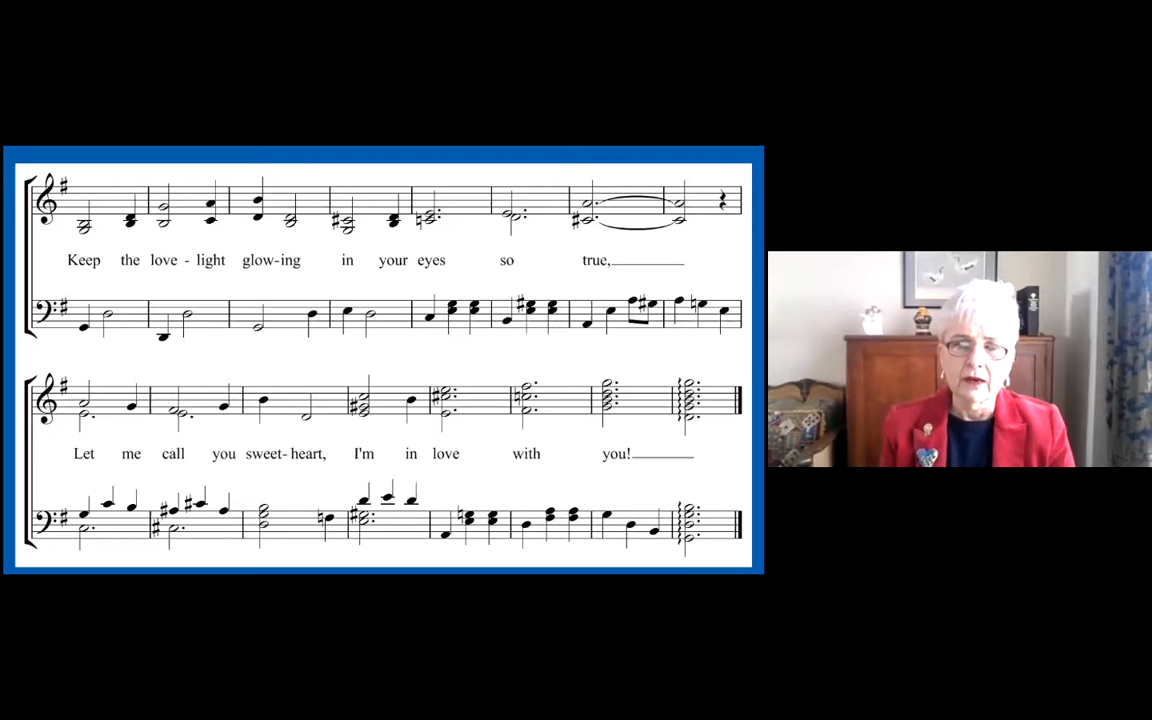 Keep the love - light glow-ing in your eyes so true,
Let me call you sweet-heart, I'm in love with you!